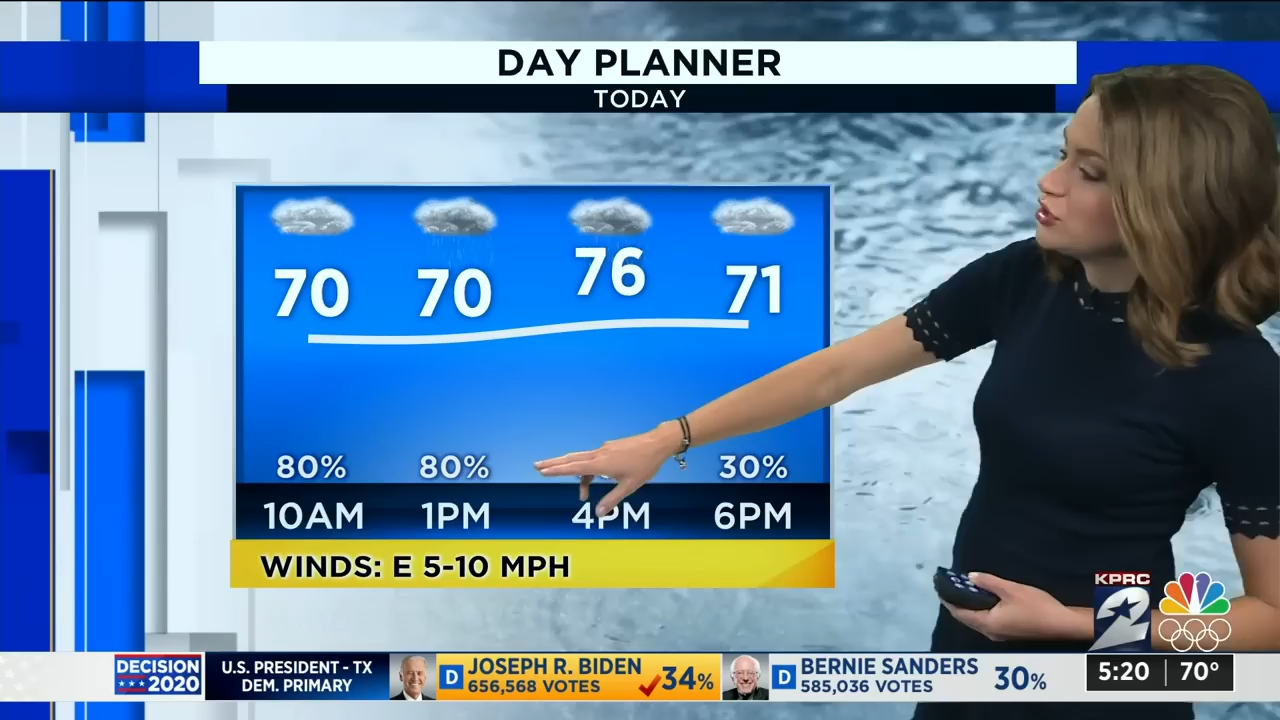 DAY PLANNER
TODAY
70 70 76 71
80% 80% 30%
10AM 1PM 4PM 6PM
WINDS: E 5-10 MPH
KPRC
2
DECISION 2020
U.S. PRESIDENT - TX
DEM. PRIMARY
D JOSEPH R. BIDEN
656,568 VOTES
34%
D BERNIE SANDERS
585,036 VOTES
30%
5:20 70°